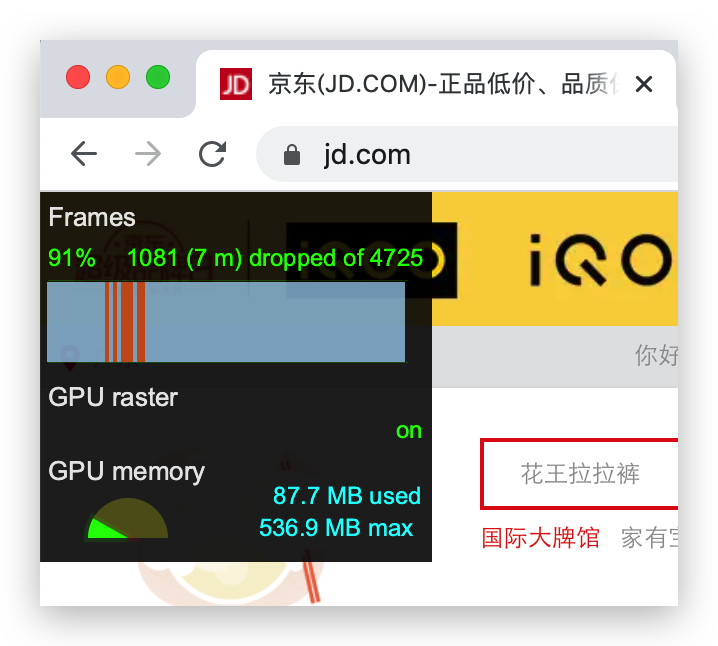 JD 京东(JD.COM)-正品低价、品质
jd.com
Frames
91% 1081 (7 m) dropped of 4725
iQOO
iQO
你好
GPU raster
on
GPU memory
87.7 MB used
536.9 MB max
花王拉拉裤
国际大牌馆 家有宝